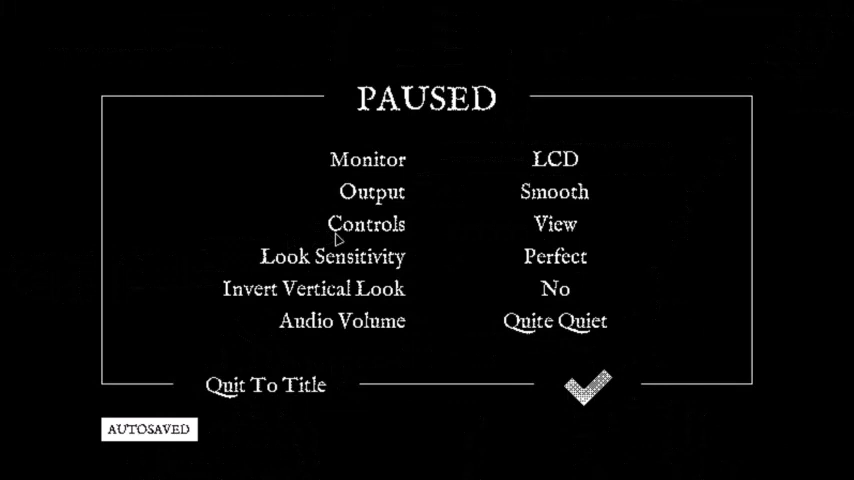 PAUSED
Monitor LCD
Output Smooth
Controls View
Look Sensitivity Perfect
Invert Vertical Look No
Audio Volume Quite Quiet
Quit To Title
AUTOSAVED